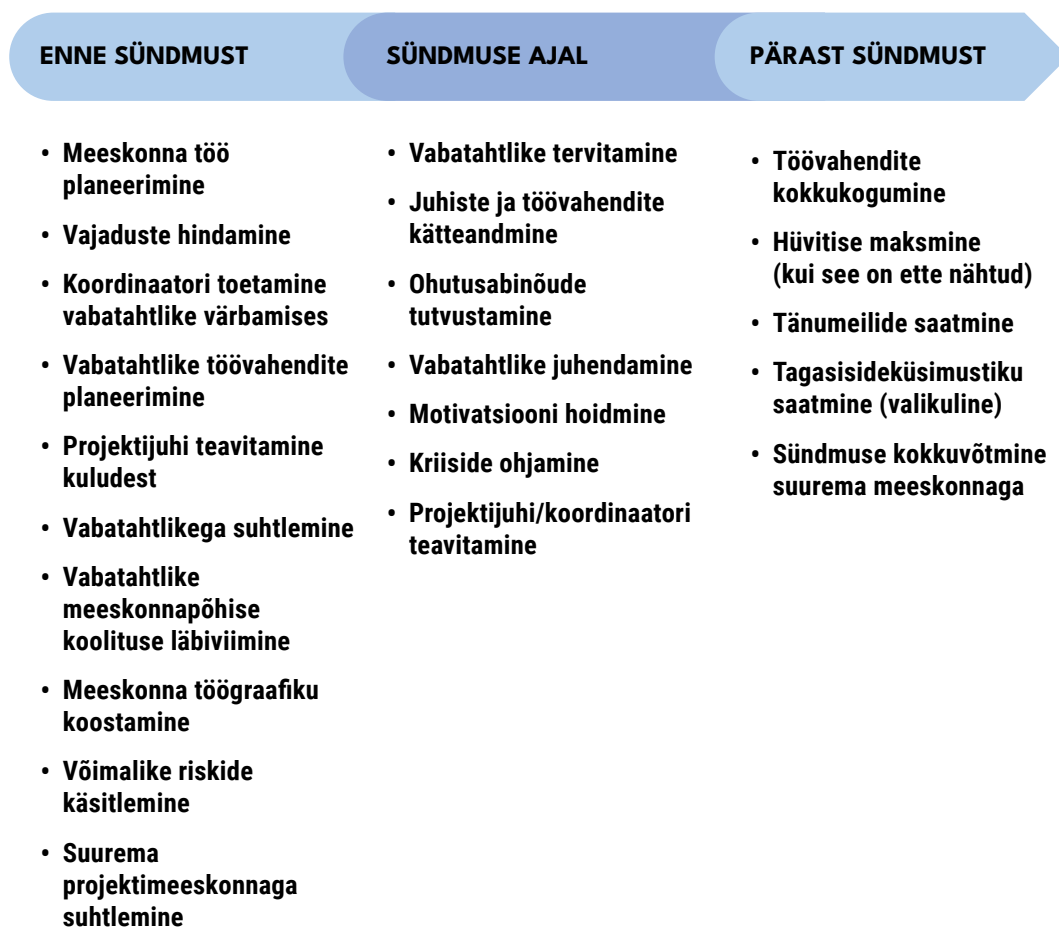 ENNE SÜNDMUST
SÜNDMUSE AJAL
PÄRAST SÜNDMUST
• Meeskonna töö
planeerimine
• Vajaduste hindamine
• Koordinaatori toetamine
vabatahtlike värbamises
• Vabatahtlike töövahendite
planeerimine
• Projektijuhi teavitamine
kuludest
• Vabatahtlikega suhtlemine
• Vabatahtlike
meeskonnapõhise
koolituse läbiviimine
• Meeskonna töögraafiku
koostamine
• Võimalike riskide
käsitlemine
• Suurema
projektimeeskonnaga
suhtlemine
• Vabatahtlike tervitamine
• Juhiste ja töövahendite
kätteandmine
• Ohutusabinõude
tutvustamine
• Vabatahtlike juhendamine
• Motivatsiooni hoidmine
• Kriiside ohjamine
• Projektijuhi/koordinaatori
teavitamine
• Töövahendite
kokkukogumine
• Hüvitise maksmine
(kui see on ette nähtud)
• Tänumeilide saatmine
• Tagasisideküsimustiku
saatmine (valikuline)
• Sündmuse kokkuvõtmine
suurema meeskonnaga